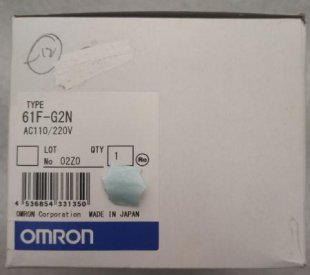 TYPE
61F-G2N
AC110/220V
LOT
QTY
No 02Z0
1
4 536854 331350
OMRON Corporation MADE IN JAPAN
OMRON